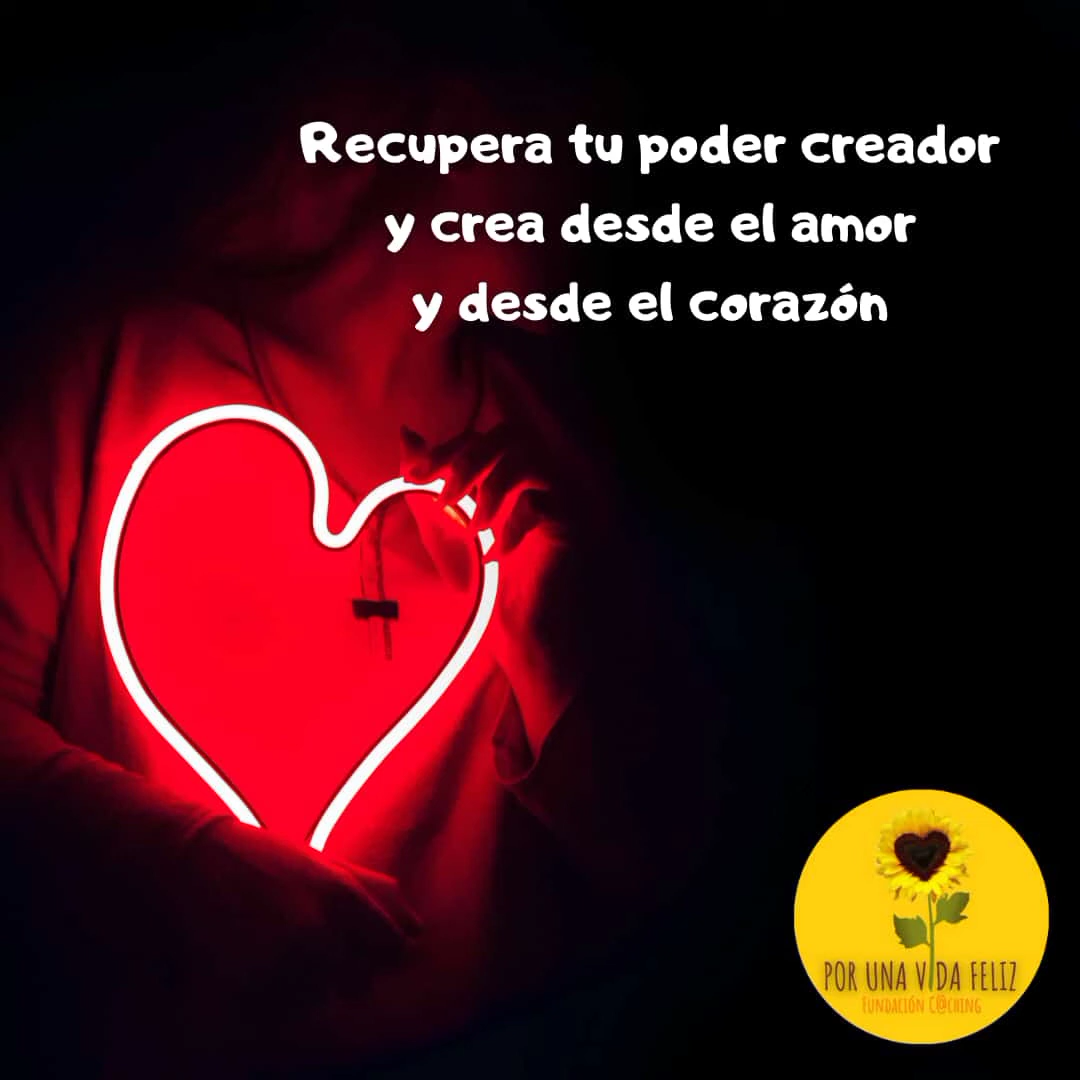 Recupera tu poder creador
y crea desde el amor
y desde el corazón
POR UNA VIDA FELIZ
FUNDACIÓN C@CHING